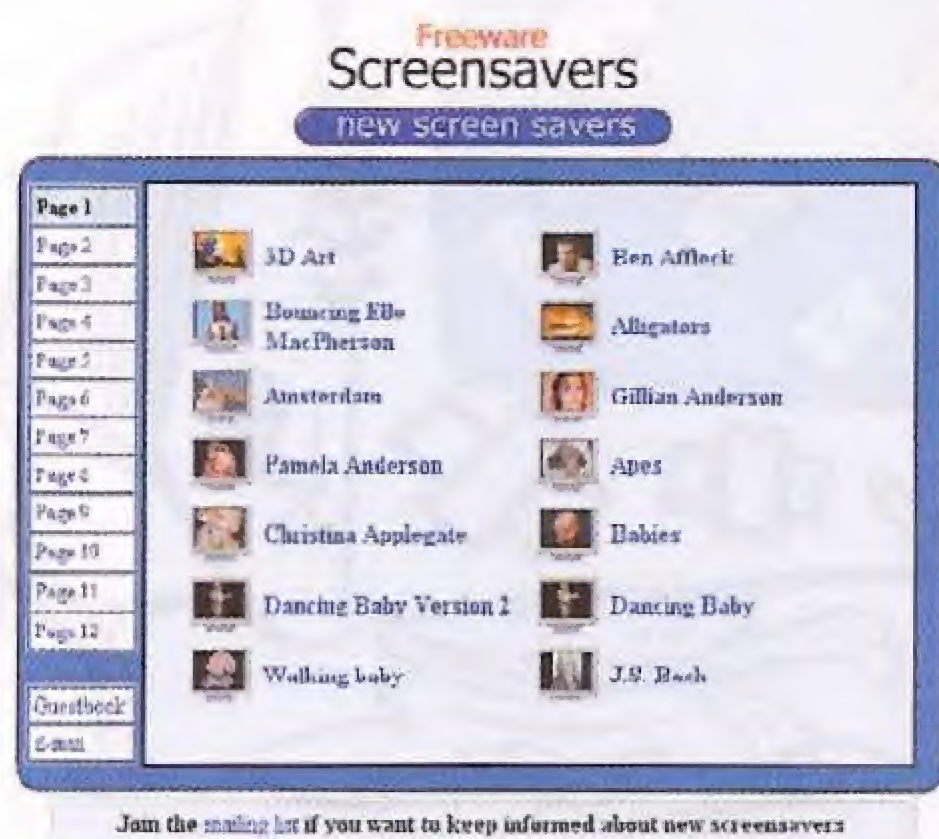 Freeware
Screensavers
new screen savers
Page 1
Page 2
Page 3
Page 4
Page 5
Page 6
Page 7
Page 8
Page 9
Page 10
Page 11
Page 12
Guestbook
E-mail
3D Art
Ben Affleck
Bouncing Elle
MacPherson
Alligators
Amsterdam
Gillian Anderson
Pamela Anderson
Apes
Christina Applegate
Babies
Dancing Baby Version 2
Dancing Baby
Walking baby
J.S. Bach
Join the mailing list if you want to keep informed about new screensavers